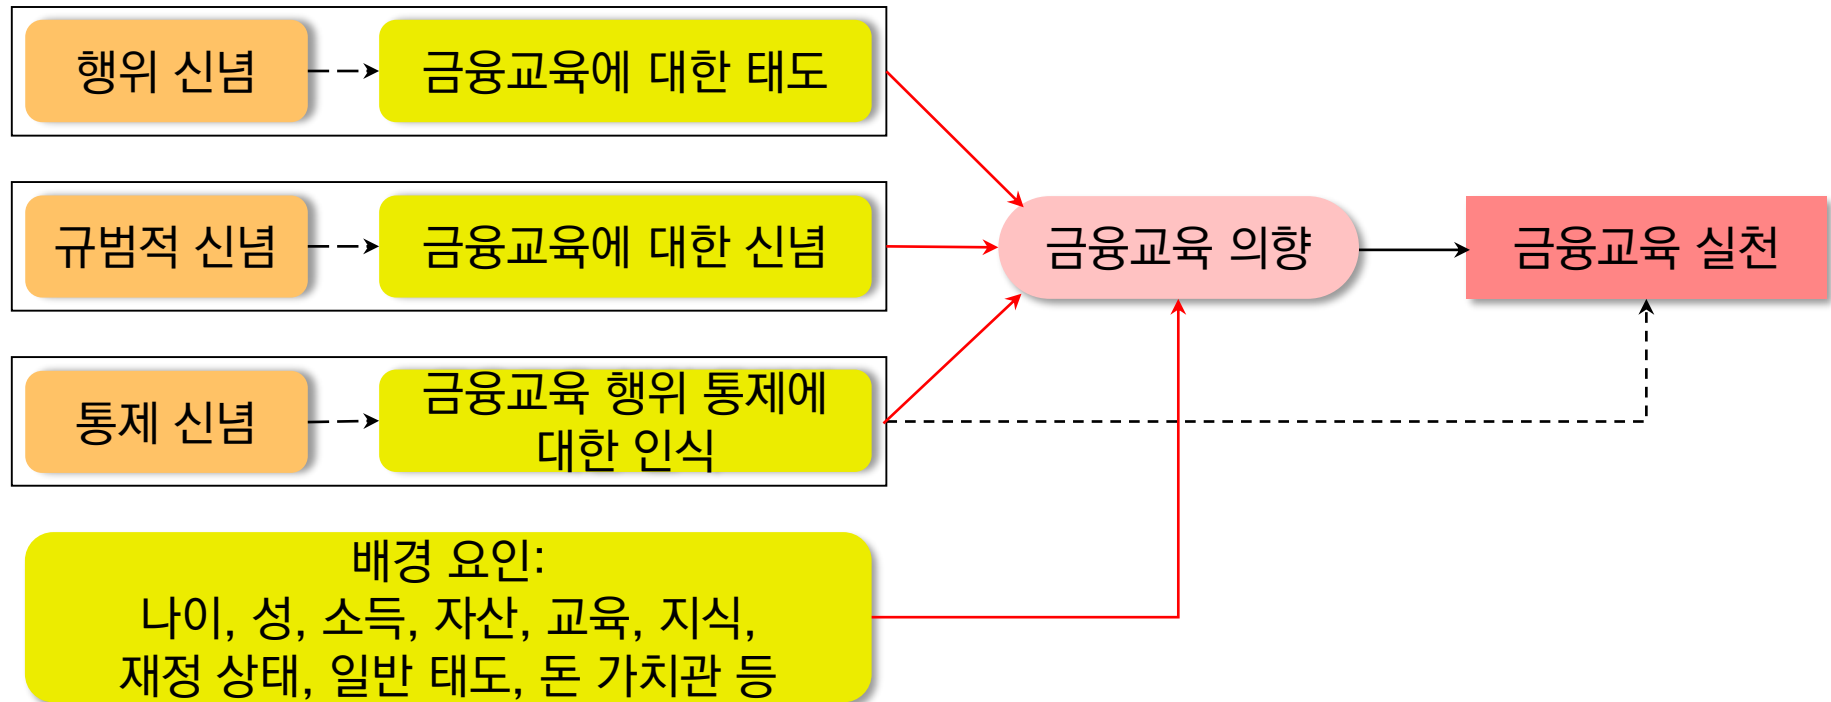 행위 신념
금융교육에 대한 태도
규범적 신념
금융교육에 대한 신념
금융교육 의향
금융교육 실천
통제 신념
금융교육 행위 통제에
대한 인식
배경 요인:
나이, 성, 소득, 자산, 교육, 지식,
재정 상태, 일반 태도, 돈 가치관 등